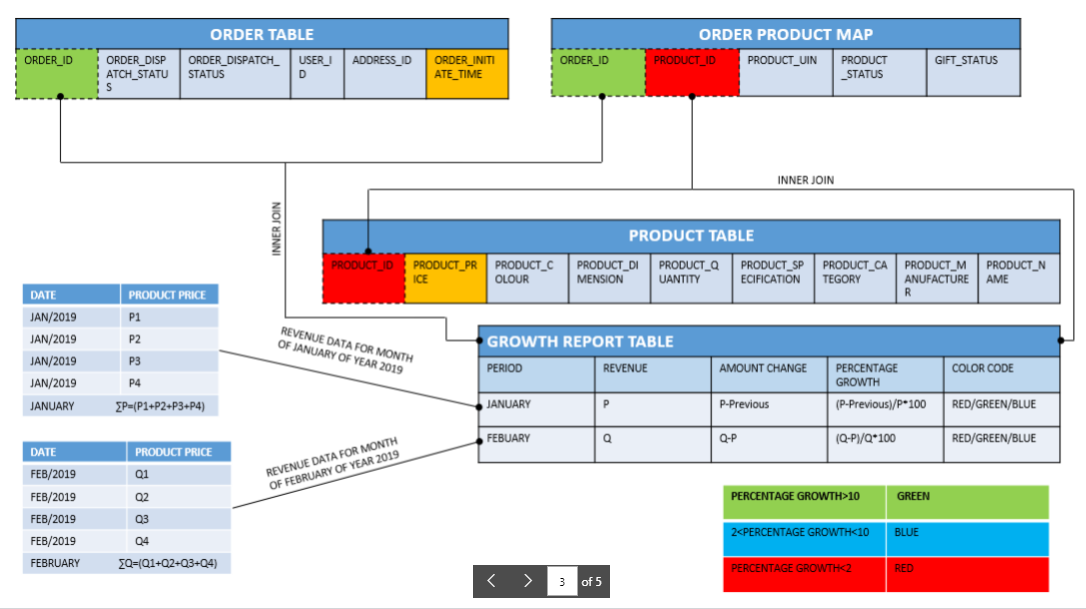 ORDER TABLE
ORDER_ID
ORDER_DISP
ATCH_STATU
S
ORDER_DISPATCH_
STATUS
USER_I
D
ADDRESS_ID
ORDER_INITI
ATE_TIME
ORDER PRODUCT MAP
ORDER_ID
PRODUCT_ID
PRODUCT_UIN
PRODUCT
_STATUS
GIFT_STATUS
INNER JOIN
INNER JOIN
PRODUCT TABLE
PRODUCT_ID
PRODUCT_PR
ICE
PRODUCT_C
OLOUR
PRODUCT_DI
MENSION
PRODUCT_Q
UANTITY
PRODUCT_SP
ECIFICATION
PRODUCT_CA
TEGORY
PRODUCT_M
ANUFACTURE
R
PRODUCT_N
AME
DATE PRODUCT PRICE
JAN/2019 P1
JAN/2019 P2
JAN/2019 P3
JAN/2019 P4
JANUARY ∑P=(P1+P2+P3+P4)
REVENUE DATA FOR MONTH
OF JANUARY OF YEAR 2019
GROWTH REPORT TABLE
PERIOD REVENUE AMOUNT CHANGE PERCENTAGE
GROWTH COLOR CODE
JANUARY P P-Previous (P-Previous)/P*100 RED/GREEN/BLUE
FEBUARY Q Q-P (Q-P)/Q*100 RED/GREEN/BLUE
DATE PRODUCT PRICE
FEB/2019 Q1
FEB/2019 Q2
FEB/2019 Q3
FEB/2019 Q4
FEBRUARY ∑Q=(Q1+Q2+Q3+Q4)
REVENUE DATA FOR MONTH
OF FEBRUARY OF YEAR 2019
PERCENTAGE GROWTH>10 GREEN
2<PERCENTAGE GROWTH<10 BLUE
PERCENTAGE GROWTH<2 RED
3 of 5